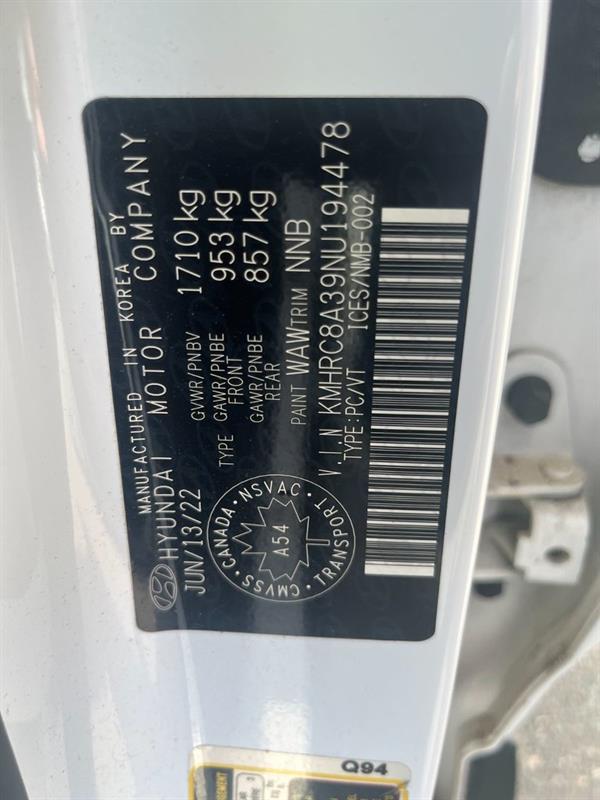 MANUFACTURED IN KOREA BY
HYUNDAI MOTOR COMPANY
JUN/13/22 GVWR/PNBV 1710 kg
TYPE GAWR/PNBE FRONT 953 kg
GAWR/PNBE REAR 857 kg
PAINT WAW TRIM NNB
V.I.N KMHRC8A39NU194478
TYPE:PC/VT ICES/NMB-002
CANADA · NSVAC · TRANSPORT · CMVSS
A54
Q94